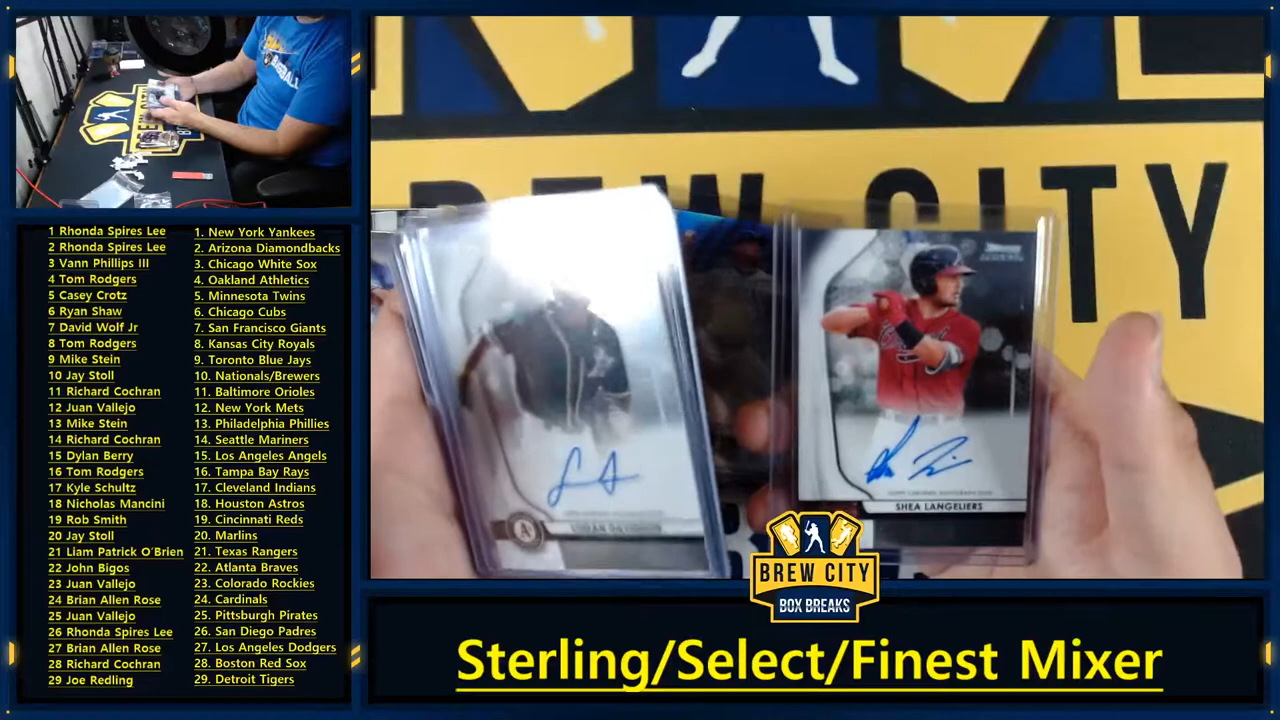 1 Rhonda Spires Lee
2 Rhonda Spires Lee
3 Vann Phillips III
4 Tom Rodgers
5 Casey Crotz
6 Ryan Shaw
7 David Wolf Jr
8 Tom Rodgers
9 Mike Stein
10 Jay Stoll
11 Richard Cochran
12 Juan Vallejo
13 Mike Stein
14 Richard Cochran
15 Dylan Berry
16 Tom Rodgers
17 Kyle Schultz
18 Nicholas Mancini
19 Rob Smith
20 Jay Stoll
21 Liam Patrick O'Brien
22 John Bigos
23 Juan Vallejo
24 Brian Allen Rose
25 Juan Vallejo
26 Rhonda Spires Lee
27 Brian Allen Rose
28 Richard Cochran
29 Joe Redling
1. New York Yankees
2. Arizona Diamondbacks
3. Chicago White Sox
4. Oakland Athletics
5. Minnesota Twins
6. Chicago Cubs
7. San Francisco Giants
8. Kansas City Royals
9. Toronto Blue Jays
10. Nationals/Brewers
11. Baltimore Orioles
12. New York Mets
13. Philadelphia Phillies
14. Seattle Mariners
15. Los Angeles Angels
16. Tampa Bay Rays
17. Cleveland Indians
18. Houston Astros
19. Cincinnati Reds
20. Marlins
21. Texas Rangers
22. Atlanta Braves
23. Colorado Rockies
24. Cardinals
25. Pittsburgh Pirates
26. San Diego Padres
27. Los Angeles Dodgers
28. Boston Red Sox
29. Detroit Tigers
BREW CITY
SHEA LANGELIERS
BREW CITY
BOX BREAKS
Sterling/Select/Finest Mixer